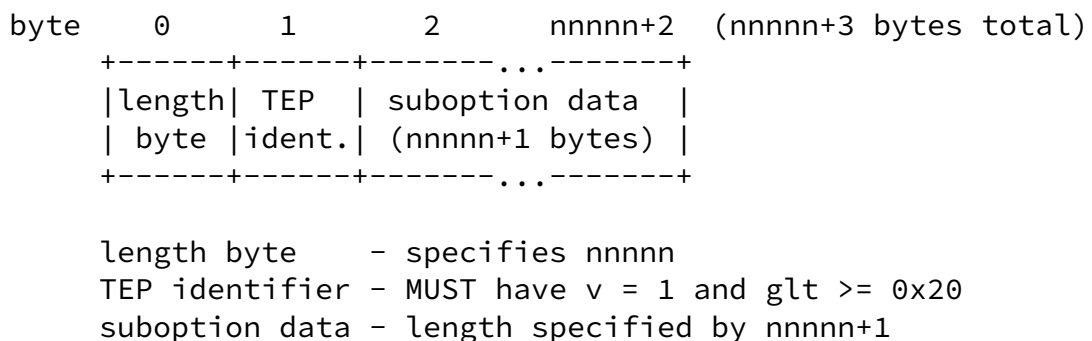 byte    0      1       2      nnnnn+2  (nnnnn+3 bytes total)
     +------+------+-------...-------+
     |length| TEP  | suboption data  |
     | byte |ident.| (nnnnn+1 bytes) |
     +------+------+-------...-------+

     length byte    - specifies nnnnn
     TEP identifier - MUST have v = 1 and glt >= 0x20
     suboption data - length specified by nnnnn+1